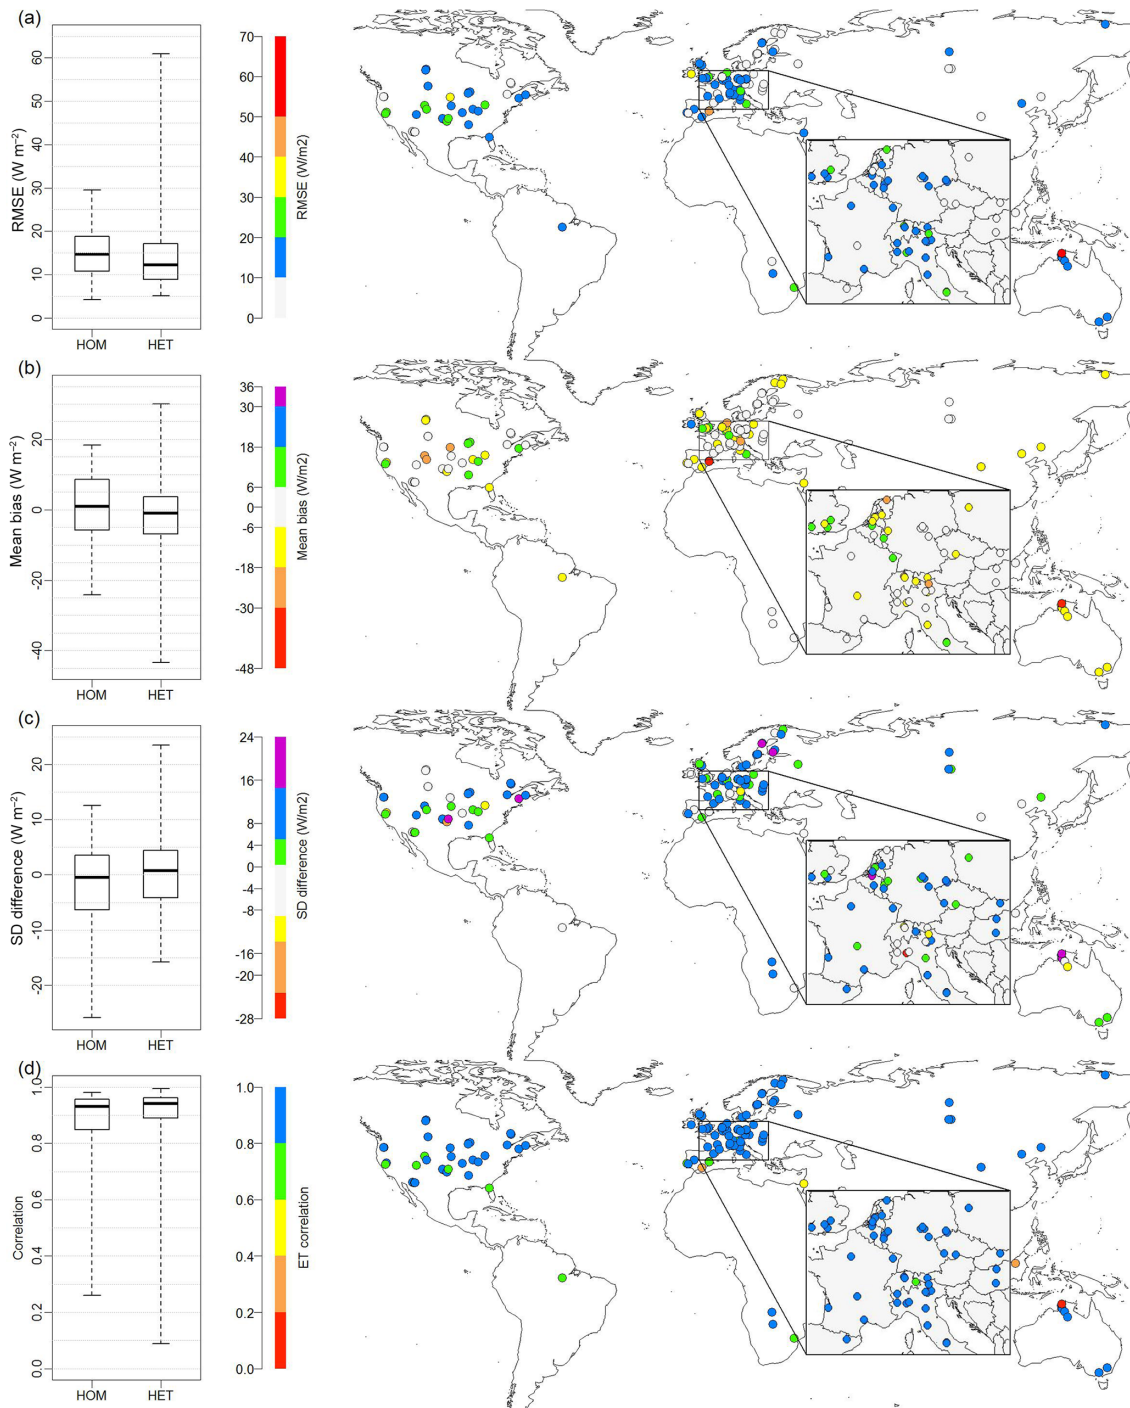 (a)
RMSE (W m⁻²)
60
50
40
30
20
10
0
HOM
HET
70
60
50
40
30
20
10
0
RMSE (W/m2)
(b)
Mean bias (W m⁻²)
20
0
-20
-40
HOM
HET
36
30
18
6
0
-6
-18
-30
-48
Mean bias (W/m2)
(c)
SD difference (W m⁻²)
20
10
0
-10
-20
HOM
HET
24
16
8
4
0
-4
-8
-16
-20
-28
SD difference (W/m2)
(d)
Correlation
1.0
0.8
0.6
0.4
0.2
0.0
HOM
HET
1.0
0.8
0.6
0.4
0.2
0.0
ET correlation